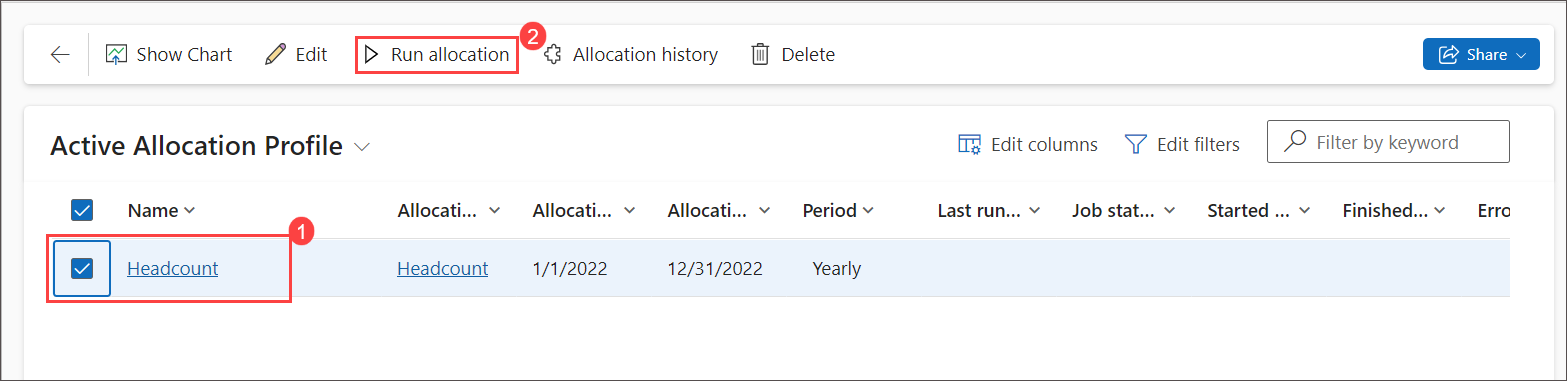 Show Chart Edit Run allocation 2 Allocation history Delete Share
Active Allocation Profile Edit columns Edit filters Filter by keyword
Name Allocati... Allocati... Allocati... Period Last run... Job stat... Started ... Finished... Erro
1
Headcount Headcount 1/1/2022 12/31/2022 Yearly